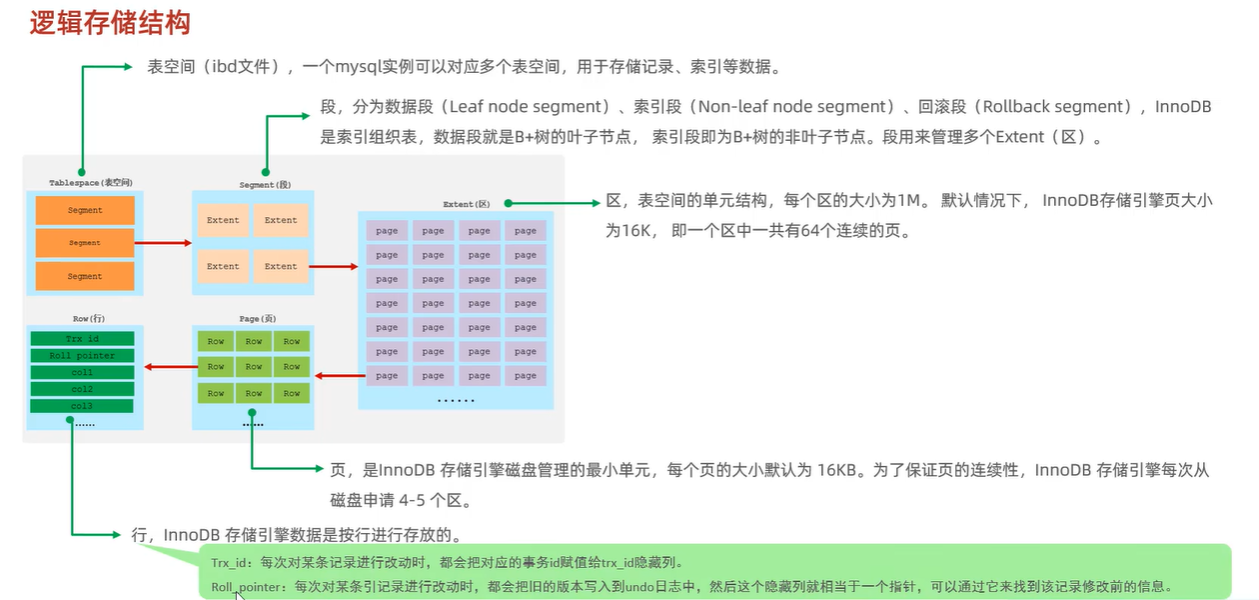 逻辑存储结构
表空间（ibd文件），一个mysql实例可以对应多个表空间，用于存储记录、索引等数据。
段，分为数据段（Leaf node segment）、索引段（Non-leaf node segment）、回滚段（Rollback segment），InnoDB
是索引组织表，数据段就是B+树的叶子节点， 索引段即为B+树的非叶子节点。段用来管理多个Extent（区）。
Tablespace(表空间)
Segment
Segment
Segment
Segment(段)
Extent Extent
Extent Extent
Extent(区)
page page page page
page page page page
page page page page
page page page page
page page page page
page page page page
page page page page
......
区，表空间的单元结构，每个区的大小为1M。 默认情况下， InnoDB存储引擎页大小
为16K， 即一个区中一共有64个连续的页。
Row(行)
Trx id
Roll pointer
col1
col2
col3
......
Page(页)
Row Row Row
Row Row Row
Row Row Row
......
页，是InnoDB 存储引擎磁盘管理的最小单元，每个页的大小默认为 16KB。为了保证页的连续性，InnoDB 存储引擎每次从
磁盘申请 4-5 个区。
行，InnoDB 存储引擎数据是按行进行存放的。
Trx_id：每次对某条记录进行改动时，都会把对应的事务id赋值给trx_id隐藏列。
Roll_pointer：每次对某条引记录进行改动时，都会把旧的版本写入到undo日志中，然后这个隐藏列就相当于一个指针，可以通过它来找到该记录修改前的信息。